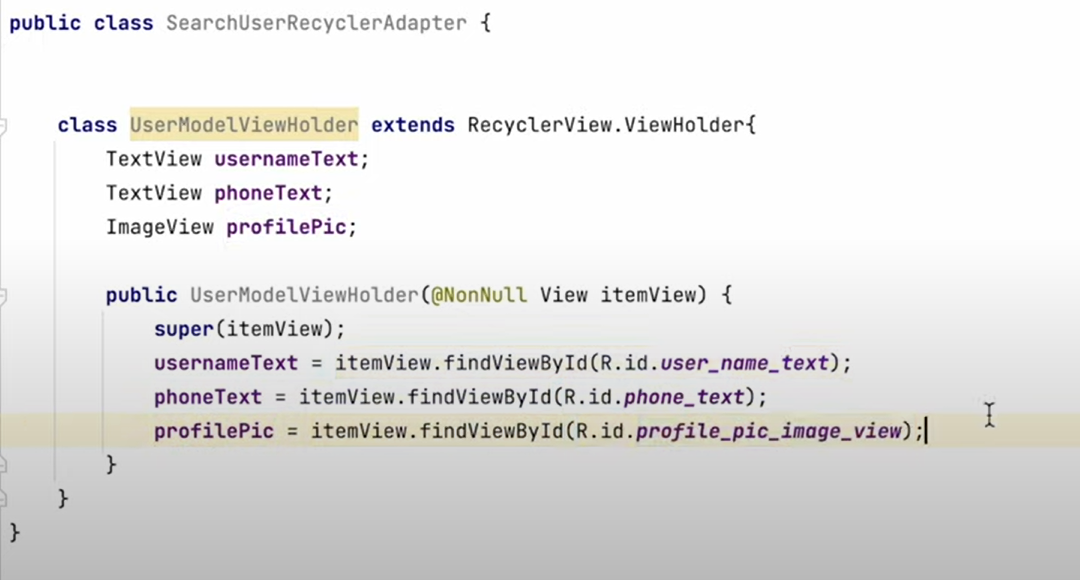 public class SearchUserRecyclerAdapter {
class UserModelViewHolder extends RecyclerView.ViewHolder{
TextView usernameText;
TextView phoneText;
ImageView profilePic;
public UserModelViewHolder(@NonNull View itemView) {
super(itemView);
usernameText = itemView.findViewById(R.id.user_name_text);
phoneText = itemView.findViewById(R.id.phone_text);
profilePic = itemView.findViewById(R.id.profile_pic_image_view);
}
}
}